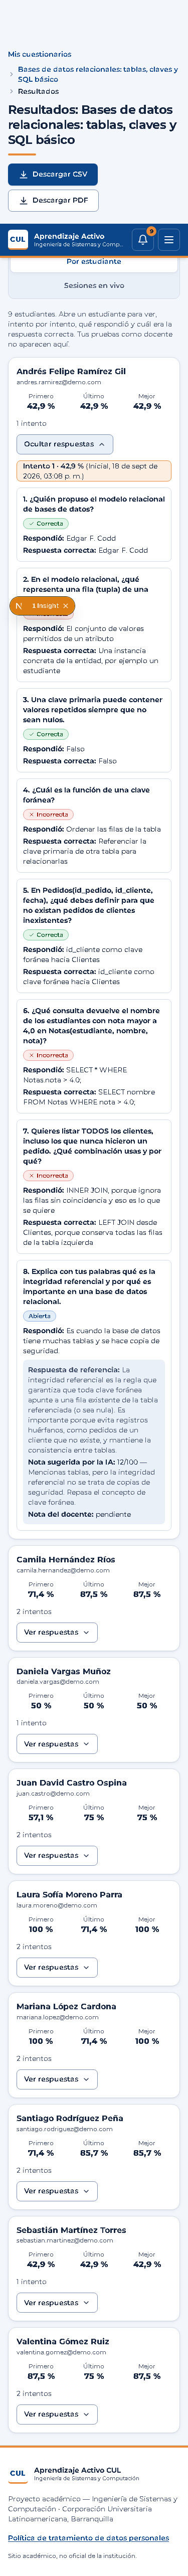 Mis cuestionarios
Bases de datos relacionales: tablas, claves y
SQL básico
Resultados
Resultados: Bases de datos
relacionales: tablas, claves y
SQL básico
Descargar CSV
Descargar PDF
CUL
Aprendizaje Activo
Ingeniería de Sistemas y Comp...
9
Por estudiante
Sesiones en vivo
9 estudiantes. Abre un estudiante para ver,
intento por intento, qué respondió y cuál era la
respuesta correcta. Tus pruebas como docente
no aparecen aquí.
Andrés Felipe Ramírez Gil
andres.ramirez@demo.com
Primero Último Mejor
42,9 % 42,9 % 42,9 %
1 intento
Ocultar respuestas
Intento 1 · 42,9 % (Inicial, 18 de sept de
2026, 03:08 p. m.)
1. ¿Quién propuso el modelo relacional
de bases de datos?
Correcta
Respondió: Edgar F. Codd
Respuesta correcta: Edgar F. Codd
2. En el modelo relacional, ¿qué
representa una fila (tupla) de una
1 Insight
Respondió: El conjunto de valores
permitidos de un atributo
Respuesta correcta: Una instancia
concreta de la entidad, por ejemplo un
estudiante
3. Una clave primaria puede contener
valores repetidos siempre que no
sean nulos.
Correcta
Respondió: Falso
Respuesta correcta: Falso
4. ¿Cuál es la función de una clave
foránea?
Incorrecta
Respondió: Ordenar las filas de la tabla
Respuesta correcta: Referenciar la
clave primaria de otra tabla para
relacionarlas
5. En Pedidos(id_pedido, id_cliente,
fecha), ¿qué debes definir para que
no existan pedidos de clientes
inexistentes?
Correcta
Respondió: id_cliente como clave
foránea hacia Clientes
Respuesta correcta: id_cliente como
clave foránea hacia Clientes
6. ¿Qué consulta devuelve el nombre
de los estudiantes con nota mayor a
4,0 en Notas(estudiante, nombre,
nota)?
Incorrecta
Respondió: SELECT * WHERE
Notas.nota > 4.0;
Respuesta correcta: SELECT nombre
FROM Notas WHERE nota > 4.0;
7. Quieres listar TODOS los clientes,
incluso los que nunca hicieron un
pedido. ¿Qué combinación usas y por
qué?
Incorrecta
Respondió: INNER JOIN, porque ignora
las filas sin coincidencia y eso es lo que
se quiere
Respuesta correcta: LEFT JOIN desde
Clientes, porque conserva todas las filas
de la tabla izquierda
8. Explica con tus palabras qué es la
integridad referencial y por qué es
importante en una base de datos
relacional.
Abierta
Respondió: Es cuando la base de datos
tiene muchas tablas y se hace copia de
seguridad.
Respuesta de referencia: La
integridad referencial es la regla que
garantiza que toda clave foránea
apunte a una fila existente de la tabla
referenciada (o sea nula). Es
importante porque evita registros
huérfanos, como pedidos de un
cliente que no existe, y mantiene la
consistencia entre tablas.
Nota sugerida por la IA: 12/100 —
Mencionas tablas, pero la integridad
referencial no se trata de copias de
seguridad. Repasa el concepto de
clave foránea.
Nota del docente: pendiente
Camila Hernández Ríos
camila.hernandez@demo.com
Primero Último Mejor
71,4 % 87,5 % 87,5 %
2 intentos
Ver respuestas
Daniela Vargas Muñoz
daniela.vargas@demo.com
Primero Último Mejor
50 % 50 % 50 %
1 intento
Ver respuestas
Juan David Castro Ospina
juan.castro@demo.com
Primero Último Mejor
57,1 % 75 % 75 %
2 intentos
Ver respuestas
Laura Sofía Moreno Parra
laura.moreno@demo.com
Primero Último Mejor
100 % 71,4 % 100 %
2 intentos
Ver respuestas
Mariana López Cardona
mariana.lopez@demo.com
Primero Último Mejor
100 % 100 % 100 %
2 intentos
Ver respuestas
Santiago Rodríguez Peña
santiago.rodriguez@demo.com
Primero Último Mejor
71,4 % 85,7 % 85,7 %
2 intentos
Ver respuestas
Sebastián Martínez Torres
sebastian.martinez@demo.com
Primero Último Mejor
42,9 % 42,9 % 42,9 %
1 intento
Ver respuestas
Valentina Gómez Ruiz
valentina.gomez@demo.com
Primero Último Mejor
87,5 % 75 % 87,5 %
2 intentos
Ver respuestas
CUL
Aprendizaje Activo CUL
Ingeniería de Sistemas y Computación
Proyecto académico — Ingeniería de Sistemas y
Computación · Corporación Universitaria
Latinoamericana, Barranquilla
Política de tratamiento de datos personales
Sitio académico, no oficial de la institución.